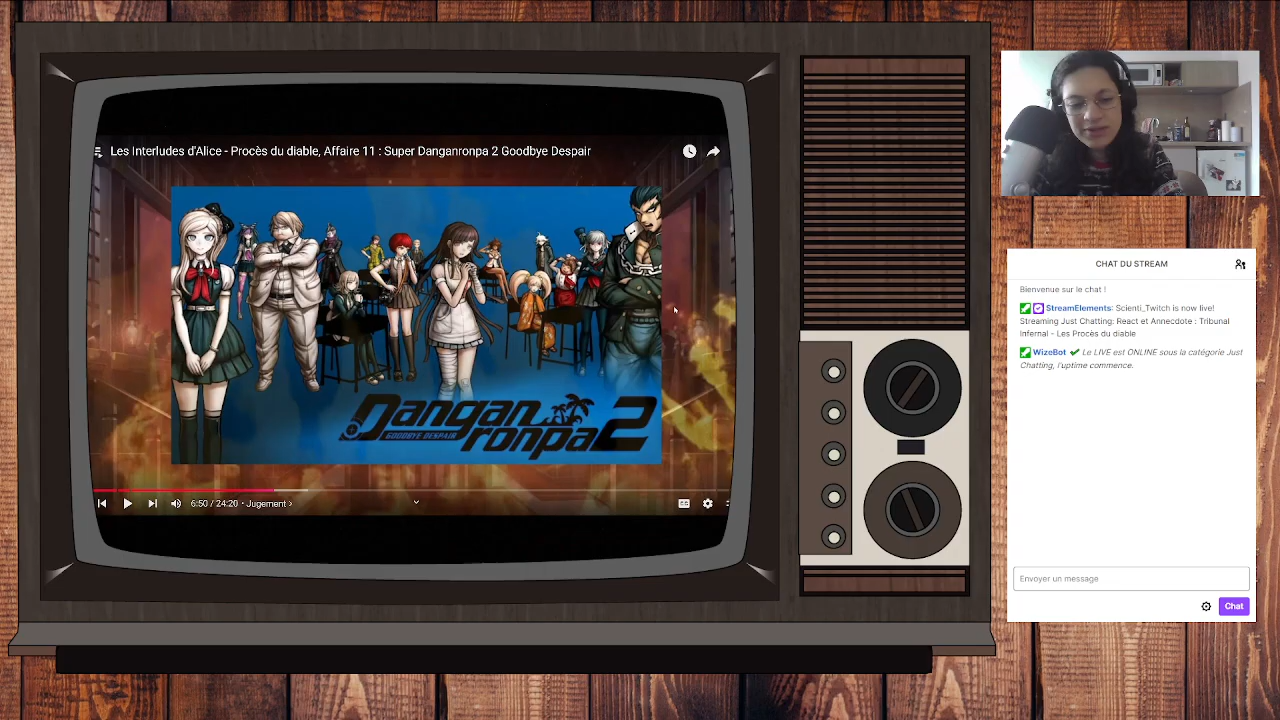 Les Interludes d'Alice - Procès du diable, Affaire 11 : Super Danganronpa 2 Goodbye Despair
Dangan
GOODBYE DESPAIR
ronpa2
6:50 / 24:20 • Jugement ›
CHAT DU STREAM
Bienvenue sur le chat !
StreamElements: Scienti_Twitch is now live!
Streaming Just Chatting: React et Annecdote : Tribunal
Infernal - Les Procès du diable
WizeBot ✔ Le LIVE est ONLINE sous la catégorie Just
Chatting, l'uptime commence.
Envoyer un message
Chat